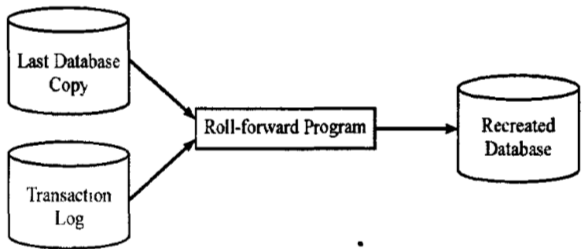 Last Database
Copy
Roll-forward Program
Recreated
Database
Transaction
Log